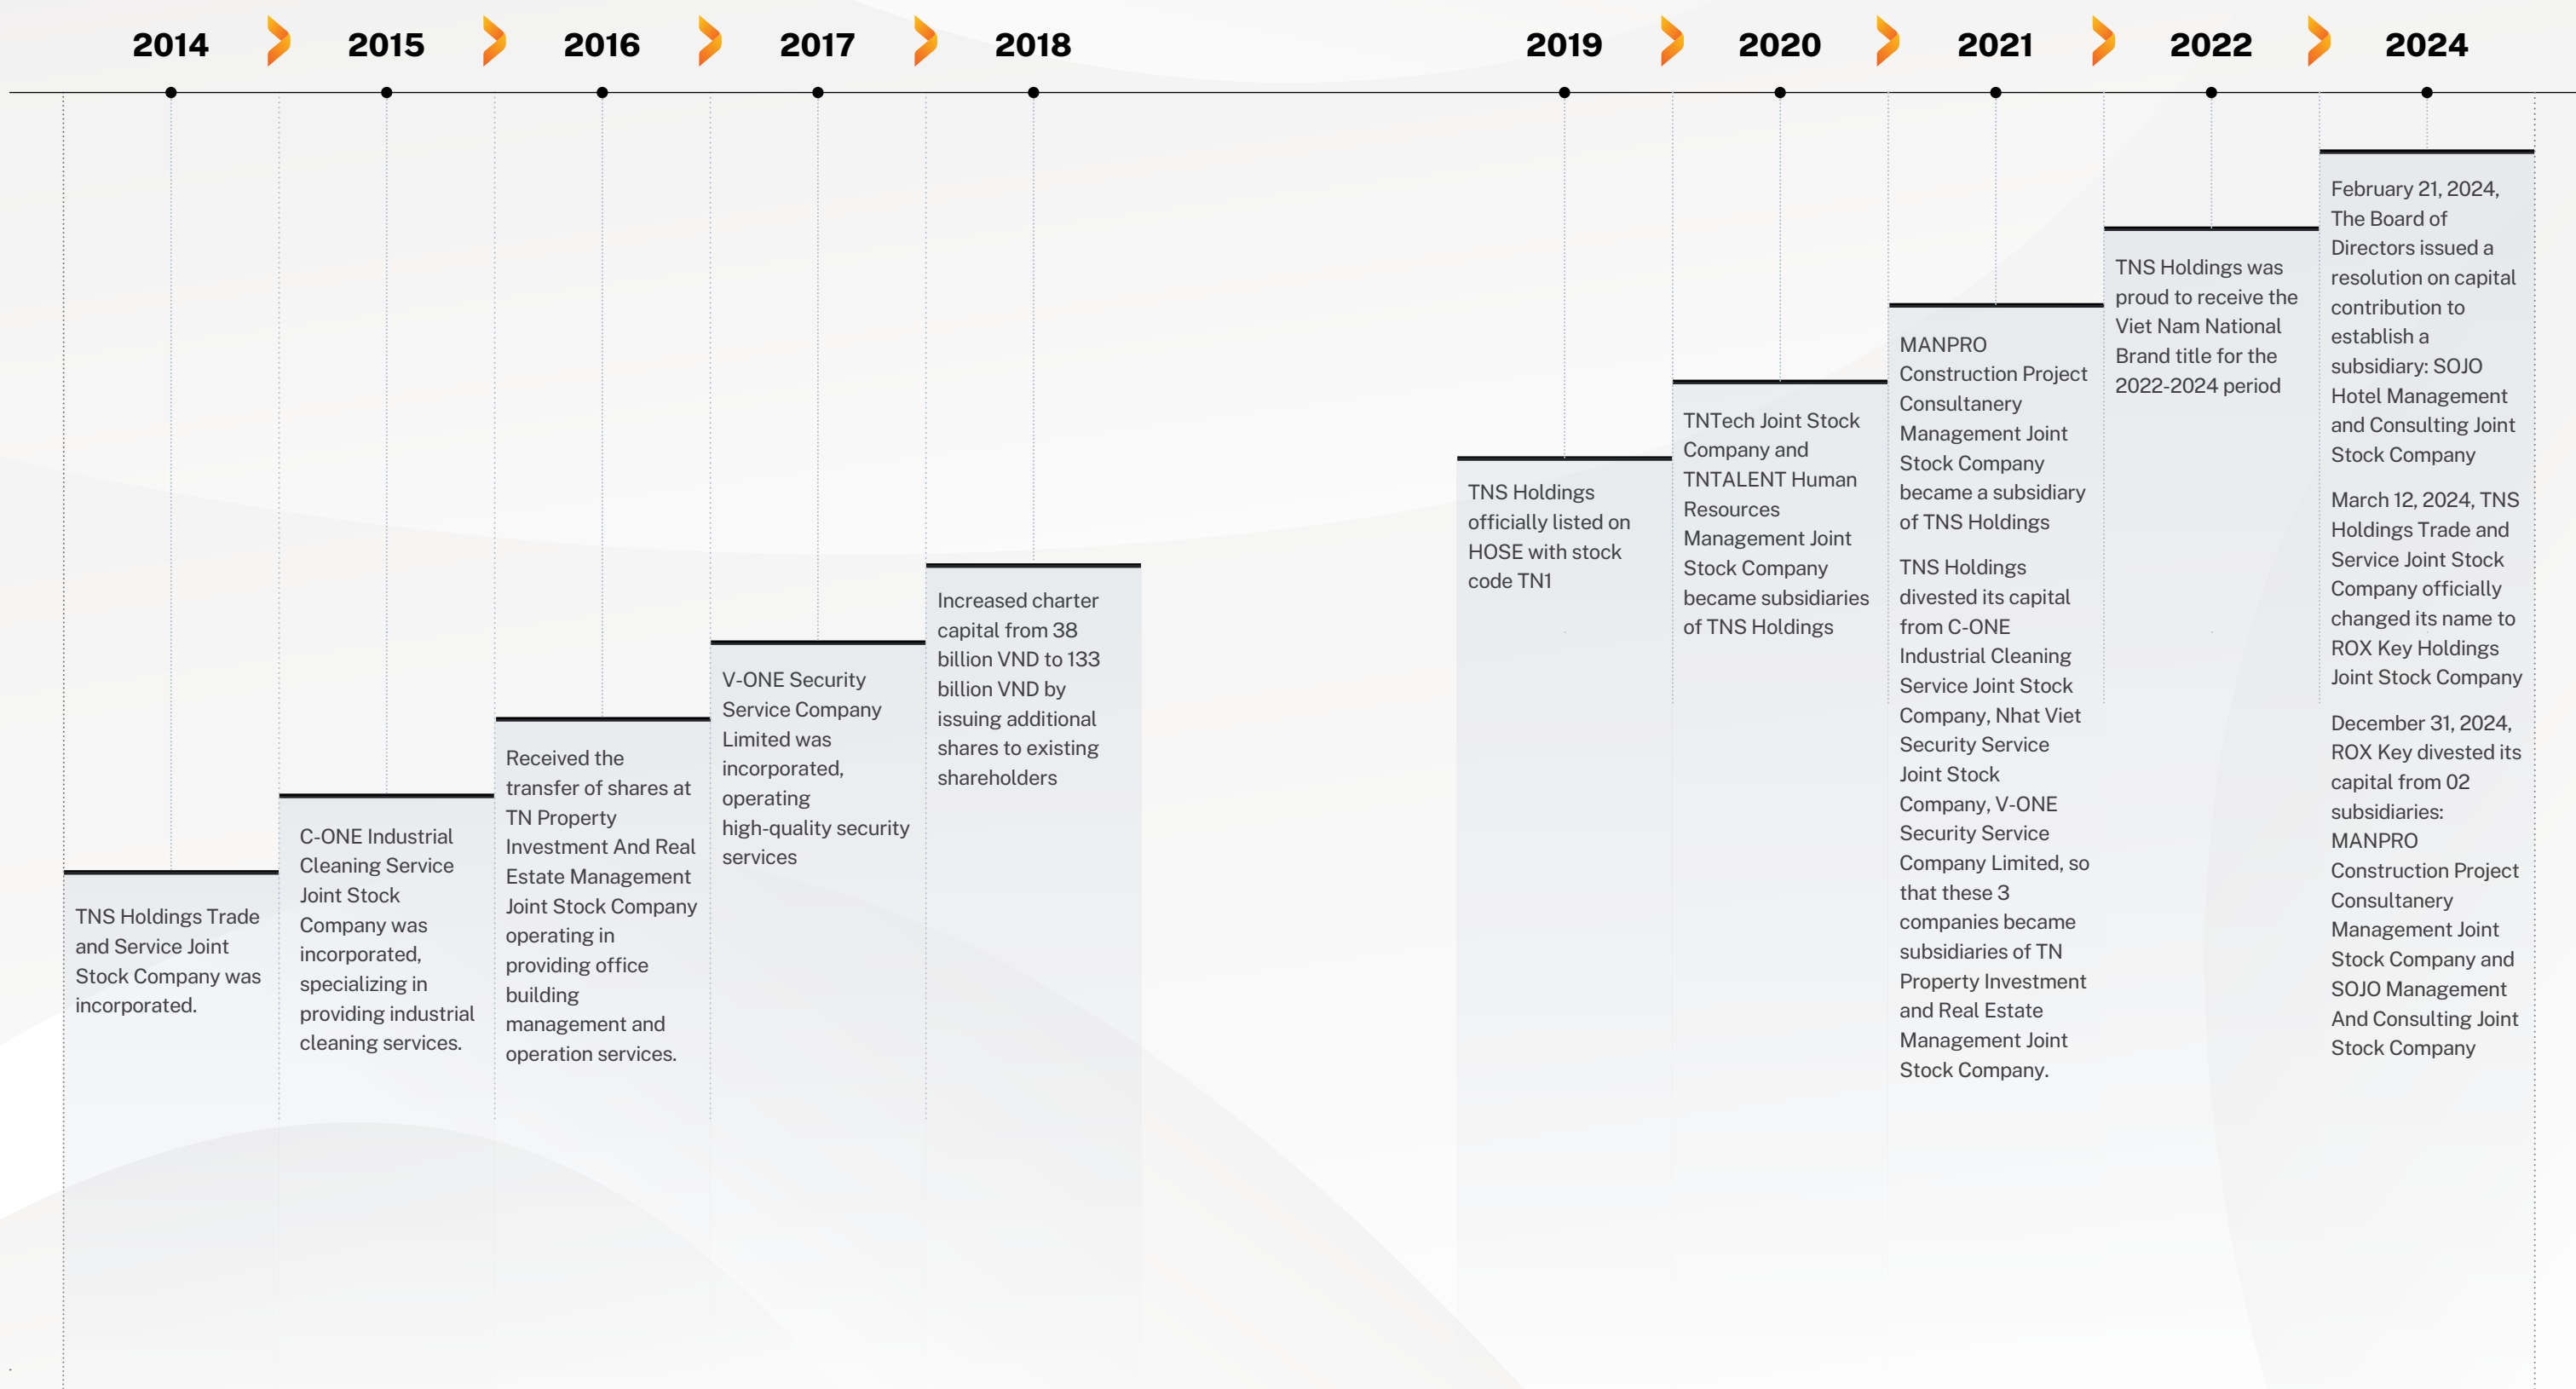 2014
2015
2016
2017
2018
2019
2020
2021
2022
2024
TNS Holdings Trade
and Service Joint
Stock Company was
incorporated.
C-ONE Industrial
Cleaning Service
Joint Stock
Company was
incorporated,
specializing in
providing industrial
cleaning services.
Received the
transfer of shares at
TN Property
Investment And Real
Estate Management
Joint Stock Company
operating in
providing office
building
management and
operation services.
V-ONE Security
Service Company
Limited was
incorporated,
operating
high-quality security
services
Increased charter
capital from 38
billion VND to 133
billion VND by
issuing additional
shares to existing
shareholders
TNS Holdings
officially listed on
HOSE with stock
code TN1
TNTech Joint Stock
Company and
TNTALENT Human
Resources
Management Joint
Stock Company
became subsidiaries
of TNS Holdings
MANPRO
Construction Project
Consultanery
Management Joint
Stock Company
became a subsidiary
of TNS Holdings
TNS Holdings
divested its capital
from C-ONE
Industrial Cleaning
Service Joint Stock
Company, Nhat Viet
Security Service
Joint Stock
Company, V-ONE
Security Service
Company Limited, so
that these 3
companies became
subsidiaries of TN
Property Investment
and Real Estate
Management Joint
Stock Company.
TNS Holdings was
proud to receive the
Viet Nam National
Brand title for the
2022-2024 period
February 21, 2024,
The Board of
Directors issued a
resolution on capital
contribution to
establish a
subsidiary: SOJO
Hotel Management
and Consulting Joint
Stock Company
March 12, 2024, TNS
Holdings Trade and
Service Joint Stock
Company officially
changed its name to
ROX Key Holdings
Joint Stock Company
December 31, 2024,
ROX Key divested its
capital from 02
subsidiaries:
MANPRO
Construction Project
Consultanery
Management Joint
Stock Company and
SOJO Management
And Consulting Joint
Stock Company